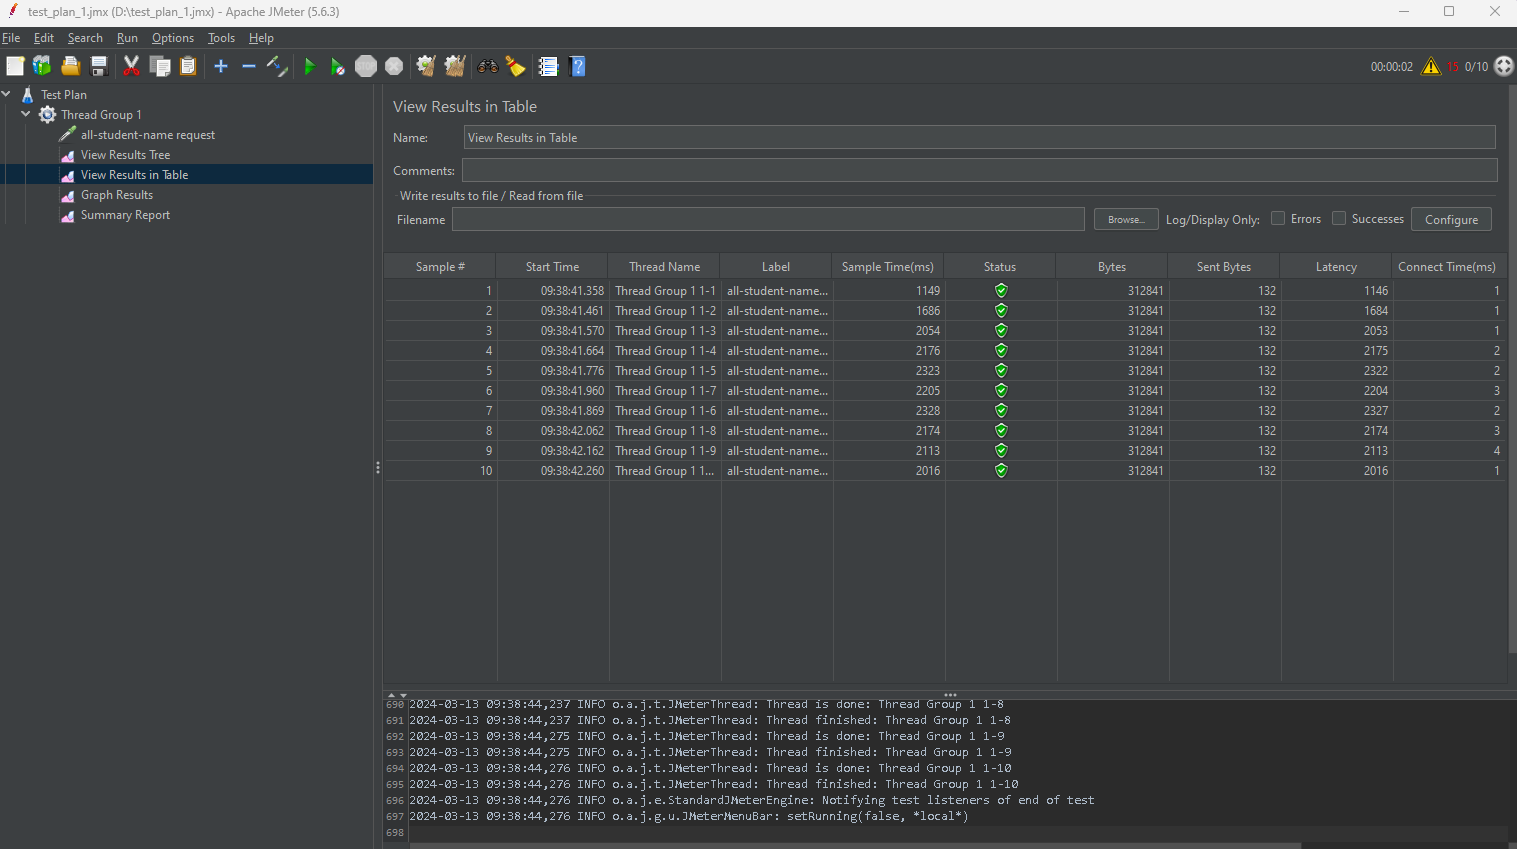 test_plan_1.jmx (D:\test_plan_1.jmx) - Apache JMeter (5.6.3)
File Edit Search Run Options Tools Help
STOP 00:00:02 15 0/10
Test Plan
Thread Group 1
all-student-name request
View Results Tree
View Results in Table
Graph Results
Summary Report
View Results in Table
Name: View Results in Table
Comments:
Write results to file / Read from file
Filename Browse... Log/Display Only: Errors Successes Configure
Sample # Start Time Thread Name Label Sample Time(ms) Status Bytes Sent Bytes Latency Connect Time(ms)
1 09:38:41.358 Thread Group 1 1-1 all-student-name... 1149 312841 132 1146 1
2 09:38:41.461 Thread Group 1 1-2 all-student-name... 1686 312841 132 1684 1
3 09:38:41.570 Thread Group 1 1-3 all-student-name... 2054 312841 132 2053 1
4 09:38:41.664 Thread Group 1 1-4 all-student-name... 2176 312841 132 2175 2
5 09:38:41.776 Thread Group 1 1-5 all-student-name... 2323 312841 132 2322 2
6 09:38:41.960 Thread Group 1 1-7 all-student-name... 2205 312841 132 2204 3
7 09:38:41.869 Thread Group 1 1-6 all-student-name... 2328 312841 132 2327 2
8 09:38:42.062 Thread Group 1 1-8 all-student-name... 2174 312841 132 2174 3
9 09:38:42.162 Thread Group 1 1-9 all-student-name... 2113 312841 132 2113 4
10 09:38:42.260 Thread Group 1 1... all-student-name... 2016 312841 132 2016 1
690 2024-03-13 09:38:44,237 INFO o.a.j.t.JMeterThread: Thread is done: Thread Group 1 1-8
691 2024-03-13 09:38:44,237 INFO o.a.j.t.JMeterThread: Thread finished: Thread Group 1 1-8
692 2024-03-13 09:38:44,275 INFO o.a.j.t.JMeterThread: Thread is done: Thread Group 1 1-9
693 2024-03-13 09:38:44,275 INFO o.a.j.t.JMeterThread: Thread finished: Thread Group 1 1-9
694 2024-03-13 09:38:44,276 INFO o.a.j.t.JMeterThread: Thread is done: Thread Group 1 1-10
695 2024-03-13 09:38:44,276 INFO o.a.j.t.JMeterThread: Thread finished: Thread Group 1 1-10
696 2024-03-13 09:38:44,276 INFO o.a.j.e.StandardJMeterEngine: Notifying test listeners of end of test
697 2024-03-13 09:38:44,276 INFO o.a.j.g.u.JMeterMenuBar: setRunning(false, *local*)
698